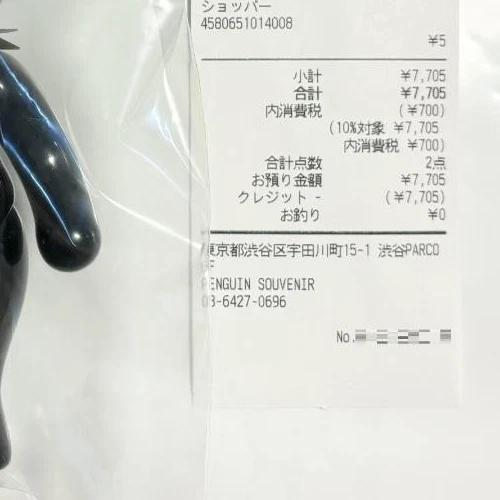 ショッパー
4580651014008
¥5
小計 ¥7,705
合計 ¥7,705
内消費税 (¥700)
(10%対象 ¥7,705
内消費税 ¥700)
合計点数 2点
お預り金額 ¥7,705
クレジット - (¥7,705)
お釣り ¥0
東京都渋谷区宇田川町15-1 渋谷PARCO
F
PENGUIN SOUVENIR
03-6427-0696
No.